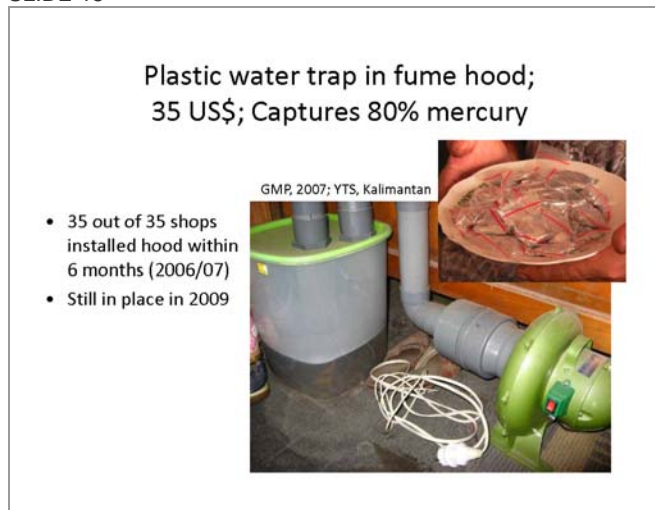 Plastic water trap in fume hood;
35 US$; Captures 80% mercury
GMP, 2007; YTS, Kalimantan
• 35 out of 35 shops
installed hood within
6 months (2006/07)
• Still in place in 2009